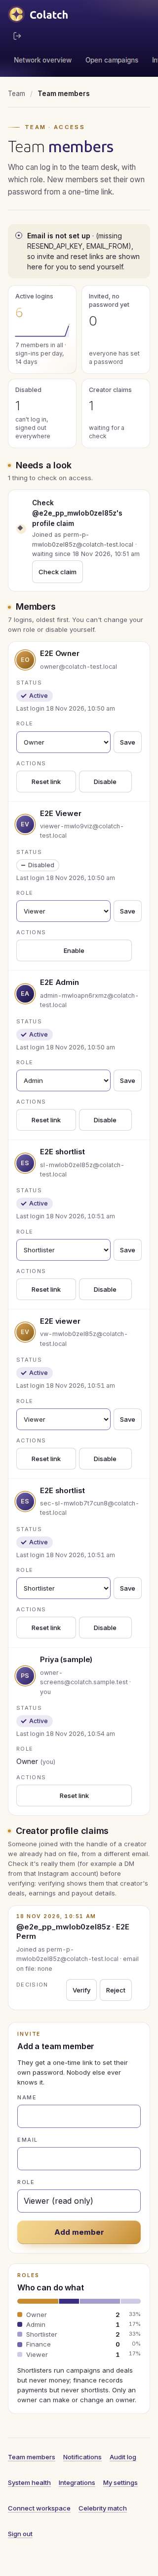 Colatch
Network overview Open campaigns In
Team / Team members
TEAM · ACCESS
Team members
Who can log in to the team desk, with
which role. New members set their own
password from a one-time link.
Email is not set up · (missing
RESEND_API_KEY, EMAIL_FROM),
so invite and reset links are shown
here for you to send yourself.
Active logins
6
7 members in all ·
sign-ins per day,
14 days
Invited, no
password yet
0
everyone has set
a password
Disabled
1
can't log in,
signed out
everywhere
Creator claims
1
waiting for a
check
Needs a look
1 thing to check on access.
Check
@e2e_pp_mwlob0zel85z's
profile claim
Joined as perm-p-
mwlob0zel85z@colatch-test.local ·
waiting since 18 Nov 2026, 10:51 am
Check claim
Members
7 logins, oldest first. You can't change your
own role or disable yourself.
EO
E2E Owner
owner@colatch-test.local
STATUS
Active
Last login 18 Nov 2026, 10:50 am
ROLE
Owner Save
ACTIONS
Reset link Disable
EV
E2E Viewer
viewer-mwlo9viz@colatch-
test.local
STATUS
Disabled
Last login 18 Nov 2026, 10:50 am
ROLE
Viewer Save
ACTIONS
Enable
EA
E2E Admin
admin-mwloapn6rxmz@colatch-
test.local
STATUS
Active
Last login 18 Nov 2026, 10:50 am
ROLE
Admin Save
ACTIONS
Reset link Disable
ES
E2E shortlist
sl-mwlob0zel85z@colatch-
test.local
STATUS
Active
Last login 18 Nov 2026, 10:51 am
ROLE
Shortlister Save
ACTIONS
Reset link Disable
EV
E2E viewer
vw-mwlob0zel85z@colatch-
test.local
STATUS
Active
Last login 18 Nov 2026, 10:51 am
ROLE
Viewer Save
ACTIONS
Reset link Disable
ES
E2E shortlist
sec-sl-mwlob7t7cun8@colatch-
test.local
STATUS
Active
Last login 18 Nov 2026, 10:51 am
ROLE
Shortlister Save
ACTIONS
Reset link Disable
PS
Priya (sample)
owner-
screens@colatch.sample.test ·
you
STATUS
Active
Last login 18 Nov 2026, 10:54 am
ROLE
Owner (you)
ACTIONS
Reset link
Creator profile claims
Someone joined with the handle of a creator
we already had on file, from a different email.
Check it's really them (for example a DM
from that Instagram account) before
verifying: verified unlocks that creator's
deals, earnings and payout details.
18 NOV 2026, 10:51 AM
@e2e_pp_mwlob0zel85z · E2E
Perm
Joined as perm-p-
mwlob0zel85z@colatch-test.local · email
on file: none
DECISION
Verify Reject
INVITE
Add a team member
They get a one-time link to set their
own password. Nobody else ever
knows it.
NAME
EMAIL
ROLE
Viewer (read only)
Add member
ROLES
Who can do what
Owner 2 33%
Admin 1 17%
Shortlister 2 33%
Finance 0 0%
Viewer 1 17%
Shortlisters run campaigns and deals
but never money; finance records
payments but never shortlists. Only an
owner can make or change an owner.
Team members Notifications Audit log
System health Integrations My settings
Connect workspace Celebrity match
Sign out